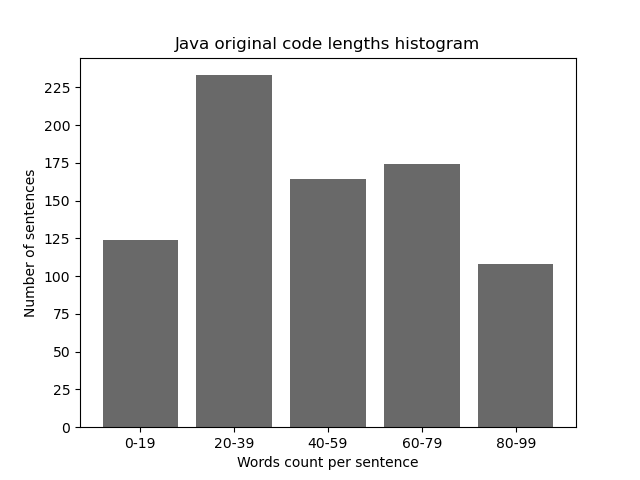 Java original code lengths histogram
Number of sentences
225
200
175
150
125
100
75
50
25
0
0-19 20-39 40-59 60-79 80-99
Words count per sentence